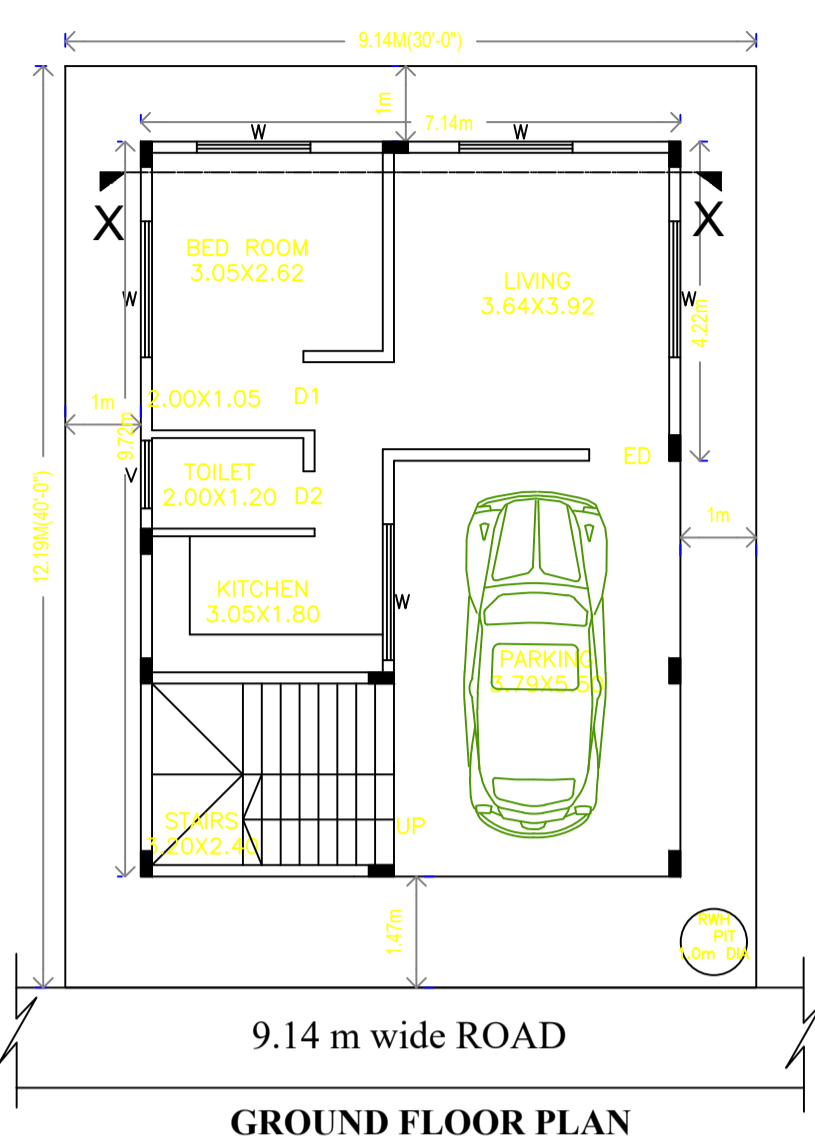 9.14M(30'-0")
1m
7.14m
W
W
X
X
BED ROOM
3.05X2.62
LIVING
3.64X3.92
W
W
4.22m
1m
2.00X1.05
D1
9.72m
ED
V
TOILET
2.00X1.20
D2
1m
12.19M(40'-0")
KITCHEN
3.05X1.80
W
PARKING
3.79X5.50
STAIRS
3.20X2.40
UP
1.47m
RWH
PIT
1.0m DIA
9.14 m wide ROAD
GROUND FLOOR PLAN